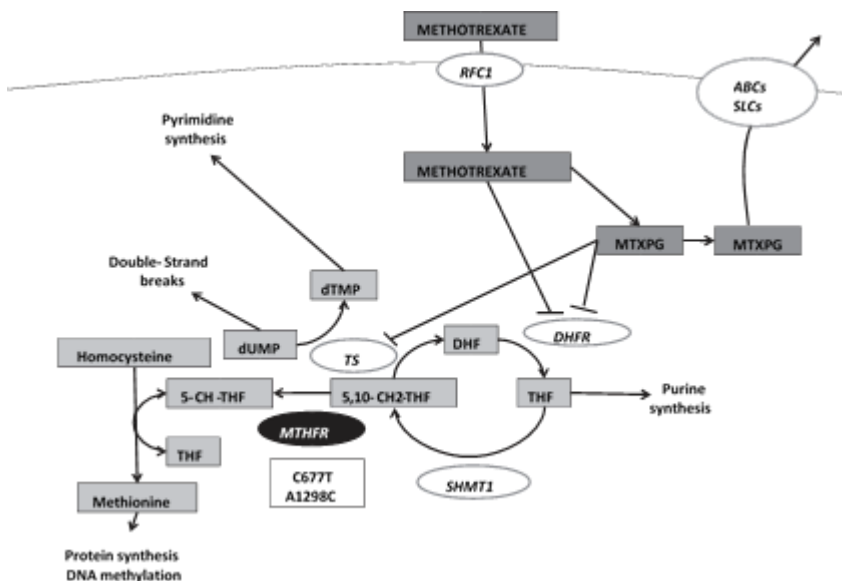 METHOTREXATE
RFC1
ABCs
SLCs
Pyrimidine
synthesis
METHOTREXATE
MTXPG
MTXPG
Double- Strand
breaks
dTMP
DHFR
Homocysteine
dUMP
TS
DHF
5- CH -THF
5,10- CH2-THF
THF
Purine
synthesis
MTHFR
THF
C677T
A1298C
SHMT1
Methionine
Protein synthesis
DNA methylation